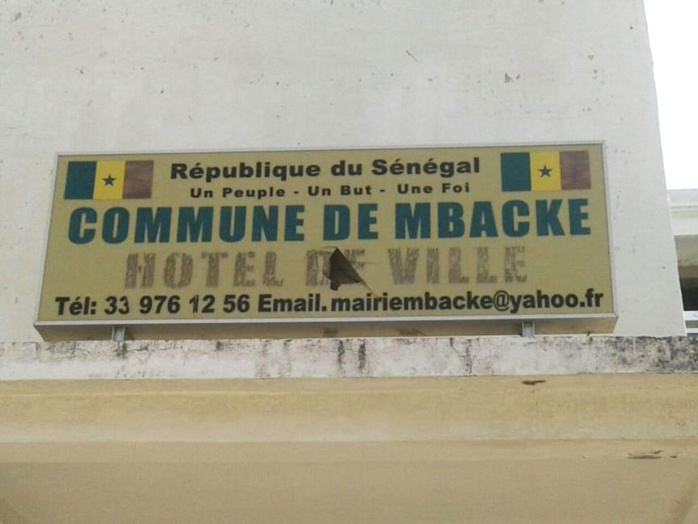 République du Sénégal
Un Peuple - Un But - Une Foi
COMMUNE DE MBACKE
HOTEL DE VILLE
Tél: 33 976 12 56 Email.mairiembacke@yahoo.fr